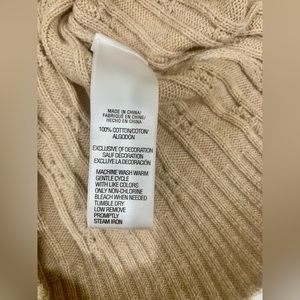 MADE IN CHINA/
FABRIQUÉ EN CHINE/
HECHO EN CHINA
100% COTTON/COTON/
ALGODÓN
EXCLUSIVE OF DECORATION
SAUF DÉCORATION
EXCLUYE LA DECORACIÓN
MACHINE WASH WARM
GENTLE CYCLE
WITH LIKE COLORS
ONLY NON-CHLORINE
BLEACH WHEN NEEDED
TUMBLE DRY
LOW REMOVE
PROMPTLY
STEAM IRON